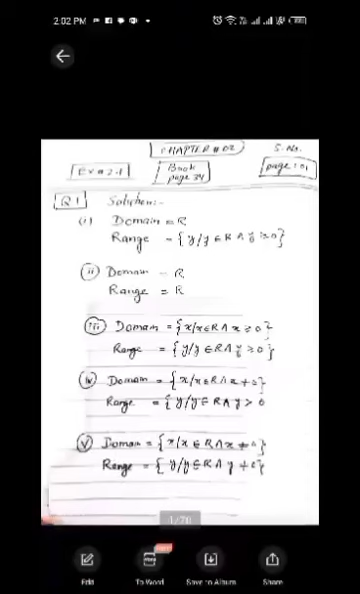 2:02 PM
CHAPTER # 02
S. No.
Ex # 2.1
Book
page 34
page: 01
Q1 Solution:-
(i) Domain = R
Range = {y/y ∈ R ∧ y ≥ 0}
(ii) Domain = R
Range = R
(iii) Domain = {x/x ∈ R ∧ x ≥ 0}
Range = {y/y ∈ R ∧ y ≥ 0}
(iv) Domain = {x/x ∈ R ∧ x ≠ 0}
Range = {y/y ∈ R ∧ y > 0
(v) Domain = {x/x ∈ R ∧ x ≠ 0}
Range = {y/y ∈ R ∧ y ≠ 0}
1/70
Edit To Word Save to Album Share